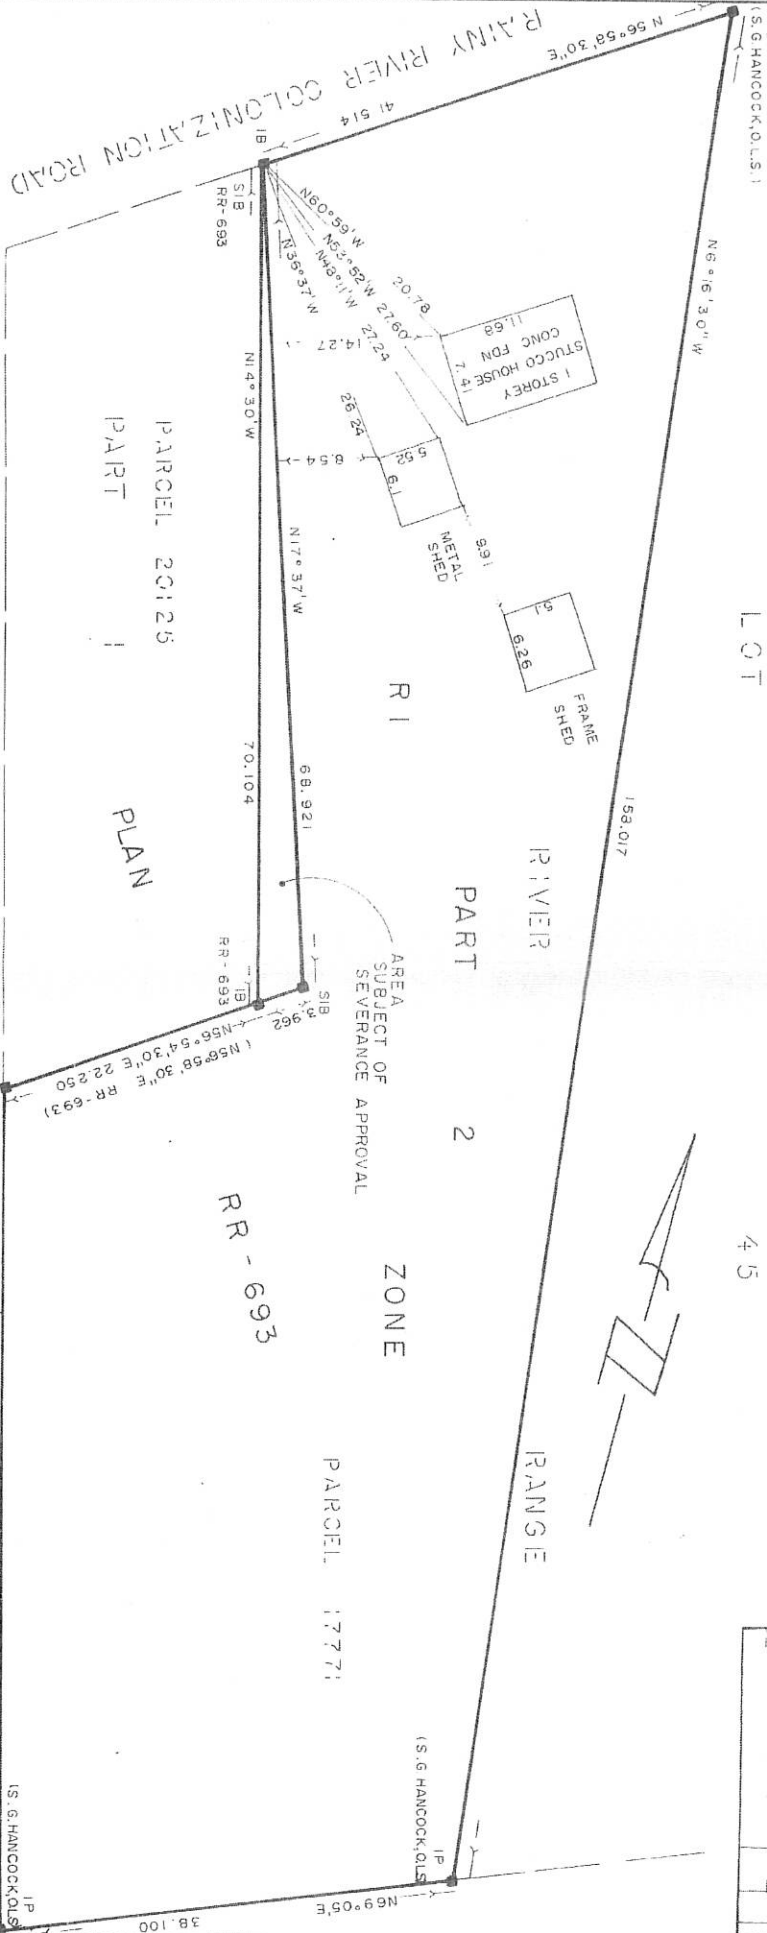 (S.G.HANCOCK,O.L.S.)
N 56°58'30"E
RAINY RIVER COLONIZATION ROAD
41.514
IB
SIB
RR-693
N6°16'30"W
158.017
LOT
45
N60°59'W
N53°52'W
N48°11'W
N36°37'W
20.78
27.60
27.24
14.27
11.68
7.41
1 STOREY
STUCCO HOUSE
CONC FDN
26.24
8.54
5.52
6.1
METAL
SHED
9.91
5.1
6.26
FRAME
SHED
N14°30'W
70.104
N17°37'W
68.921
PARCEL 20125
PART 1
PLAN
RR-693
R1
ZONE
RIVER
RANGE
PART 2
AREA
SUBJECT OF
SEVERANCE APPROVAL
SIB
3.962
IB
RR-693
N56°54'30"E 22.250
(N56°58'30"E RR-693)
N
PARCEL 17771
(S.G HANCOCK,O.L.S
IP
N69°05'E
38.100
IP
(S.G.HANCOCK,O.L.S